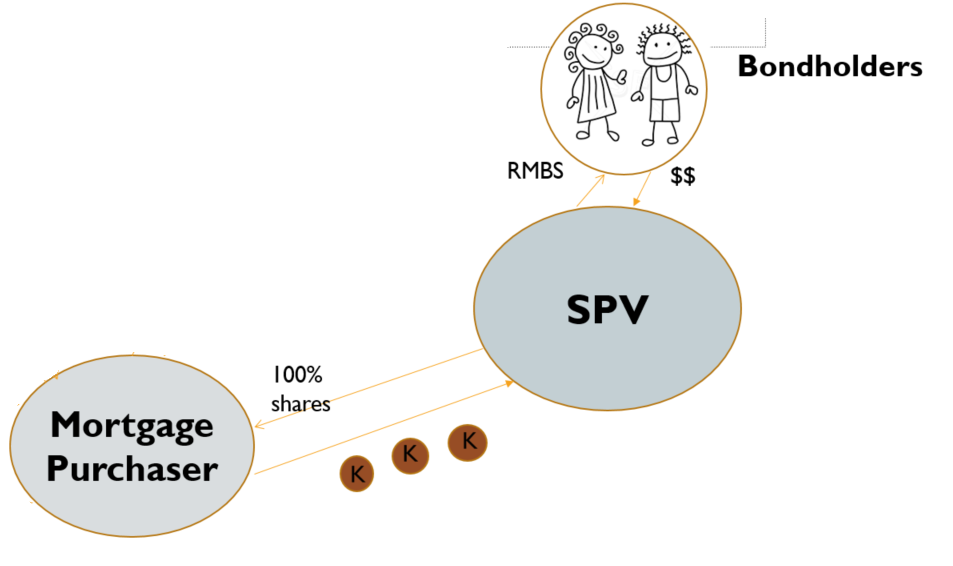 Bondholders
RMBS
$$
SPV
100%
shares
Mortgage
Purchaser
K
K
K